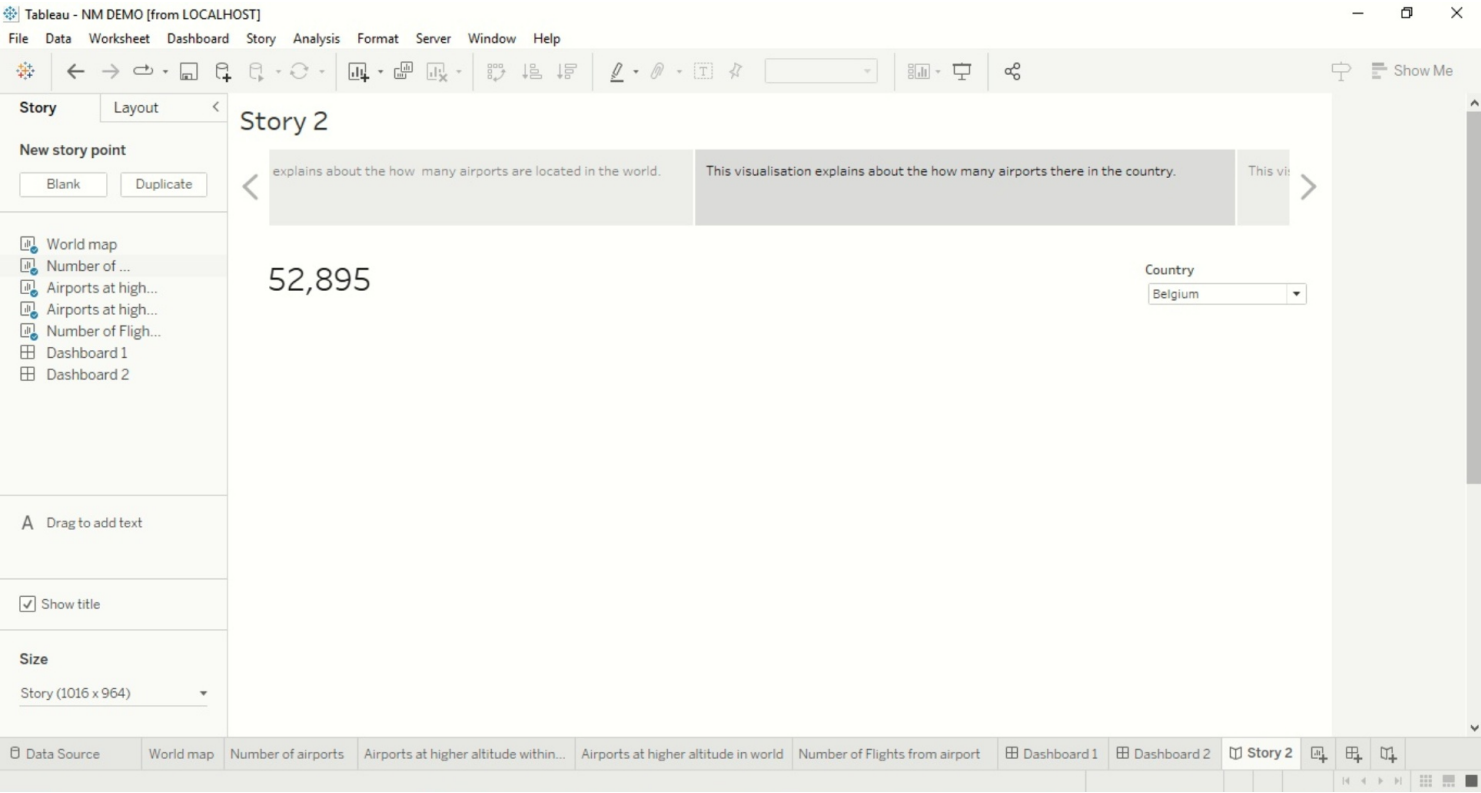 Tableau - NM DEMO [from LOCALHOST]
File Data Worksheet Dashboard Story Analysis Format Server Window Help
Show Me
Story Layout
New story point
Blank Duplicate
World map
Number of ...
Airports at high...
Airports at high...
Number of Fligh...
Dashboard 1
Dashboard 2
A Drag to add text
Show title
Size
Story (1016 x 964)
Story 2
explains about the how many airports are located in the world.
This visualisation explains about the how many airports there in the country.
This vi
52,895
Country
Belgium
Data Source World map Number of airports Airports at higher altitude within... Airports at higher altitude in world Number of Flights from airport Dashboard 1 Dashboard 2 Story 2